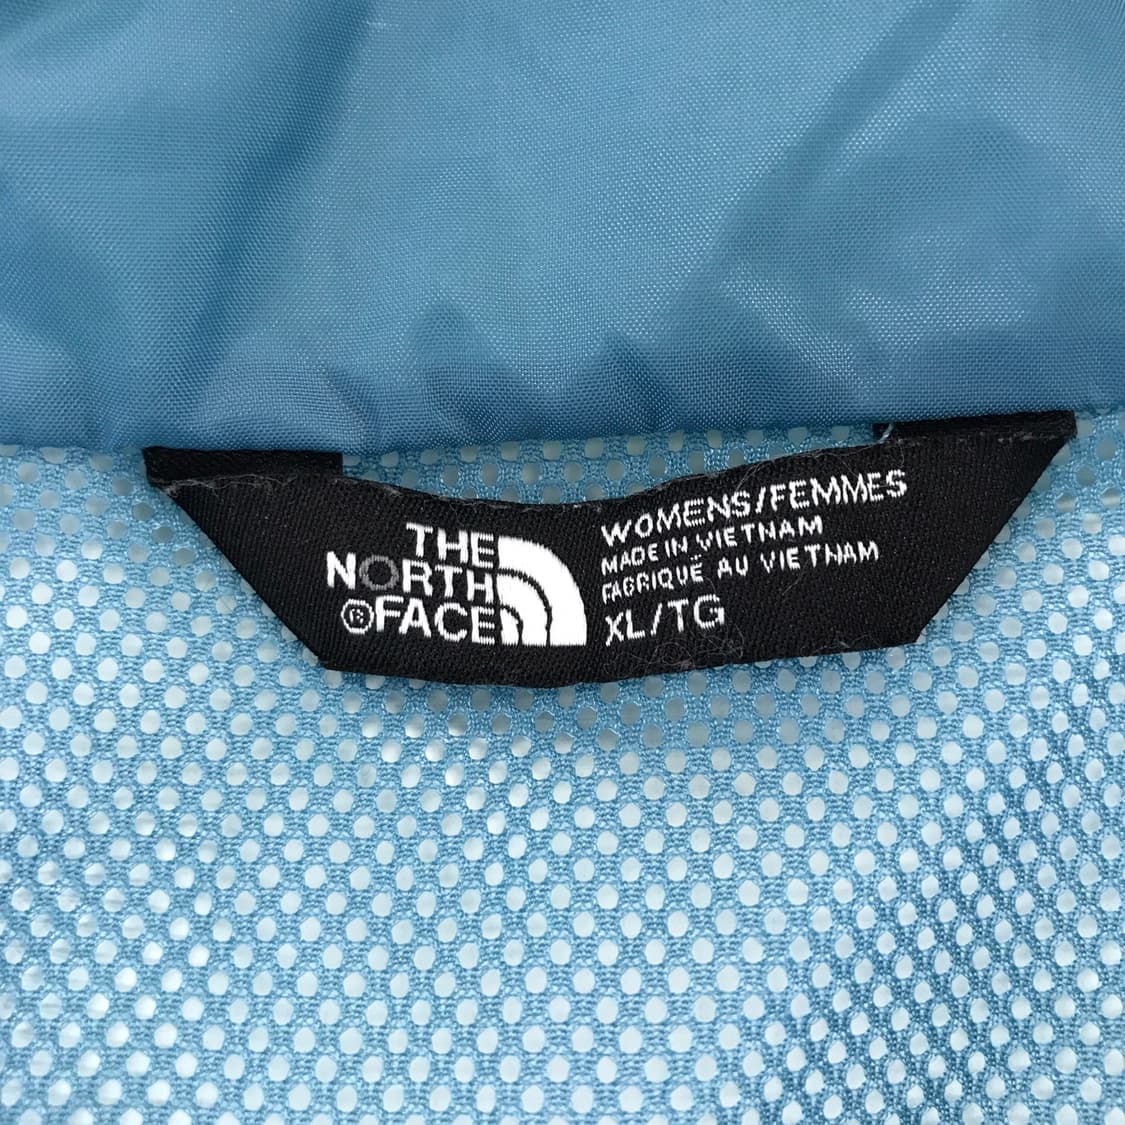 THE
NORTH
®FACE
WOMENS/FEMMES
MADE IN VIETNAM
FABRIQUÉ AU VIETNAM
XL/TG